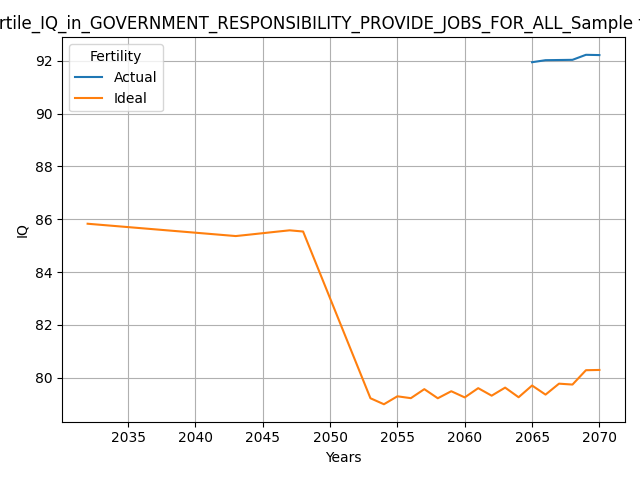 rtile_IQ_in_GOVERNMENT_RESPONSIBILITY_PROVIDE_JOBS_FOR_ALL_Sample
Fertility
Actual
Ideal
92
90
88
86
84
82
80
IQ
2035 2040 2045 2050 2055 2060 2065 2070
Years